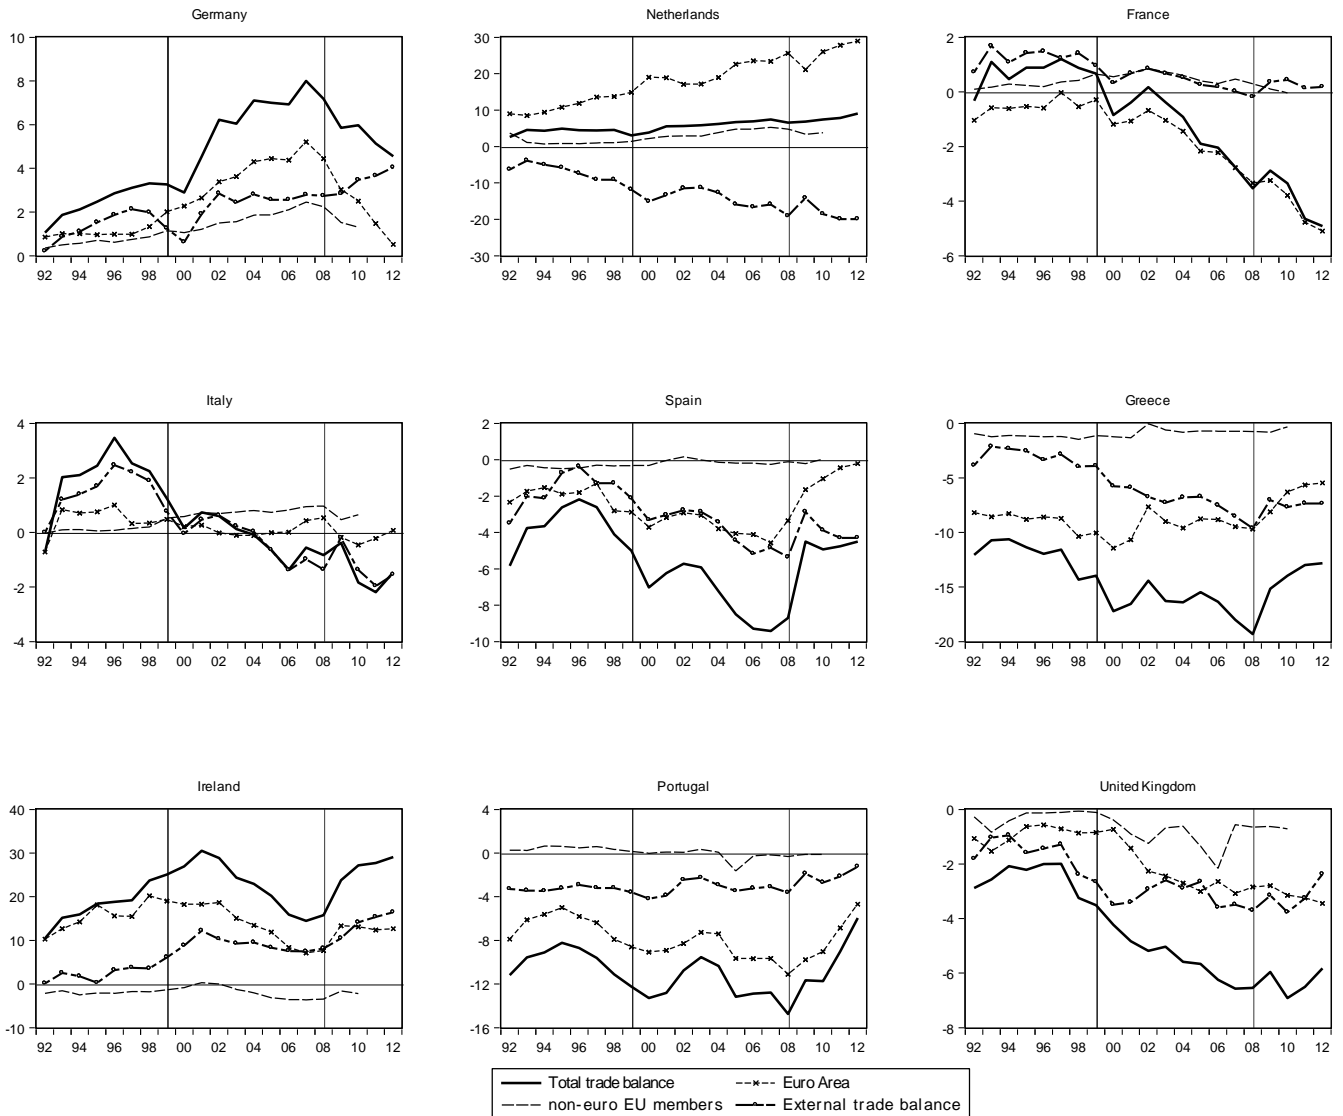 Germany
10
8
6
4
2
0
92 94 96 98 00 02 04 06 08 10 12
Netherlands
30
20
10
0
-10
-20
-30
92 94 96 98 00 02 04 06 08 10 12
France
2
0
-2
-4
-6
92 94 96 98 00 02 04 06 08 10 12
Italy
4
2
0
-2
-4
92 94 96 98 00 02 04 06 08 10 12
Spain
2
0
-2
-4
-6
-8
-10
92 94 96 98 00 02 04 06 08 10 12
Greece
0
-5
-10
-15
-20
92 94 96 98 00 02 04 06 08 10 12
Ireland
40
30
20
10
0
-10
92 94 96 98 00 02 04 06 08 10 12
Portugal
4
0
-4
-8
-12
-16
92 94 96 98 00 02 04 06 08 10 12
United Kingdom
0
-2
-4
-6
-8
92 94 96 98 00 02 04 06 08 10 12
Total trade balance Euro Area
non-euro EU members External trade balance